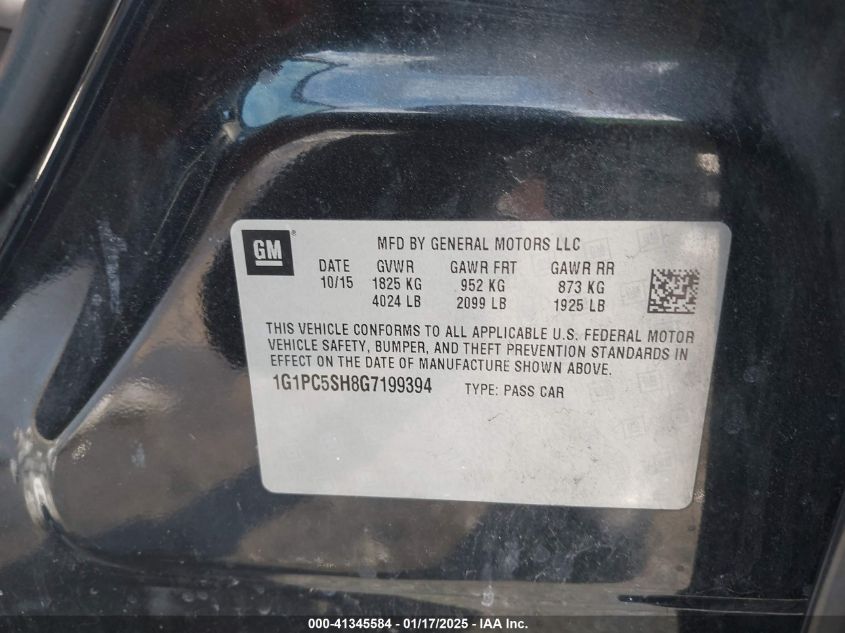 GM
MFD BY GENERAL MOTORS LLC
DATE GVWR GAWR FRT GAWR RR
10/15 1825 KG 952 KG 873 KG
4024 LB 2099 LB 1925 LB
THIS VEHICLE CONFORMS TO ALL APPLICABLE U.S. FEDERAL MOTOR
VEHICLE SAFETY, BUMPER, AND THEFT PREVENTION STANDARDS IN
EFFECT ON THE DATE OF MANUFACTURE SHOWN ABOVE.
1G1PC5SH8G7199394 TYPE: PASS CAR
000-41345584 - 01/17/2025 - IAA Inc.